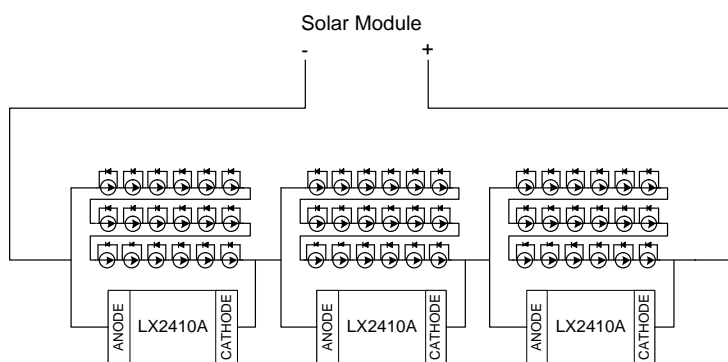 Solar Module
- +
ANODE LX2410A CATHODE ANODE LX2410A CATHODE ANODE LX2410A CATHODE